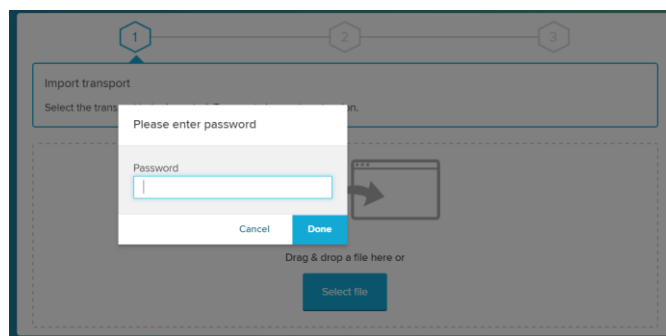 1
2
3
Import transport
Select the trans
on.
Please enter password
Password
Cancel
Done
Drag & drop a file here or
Select file